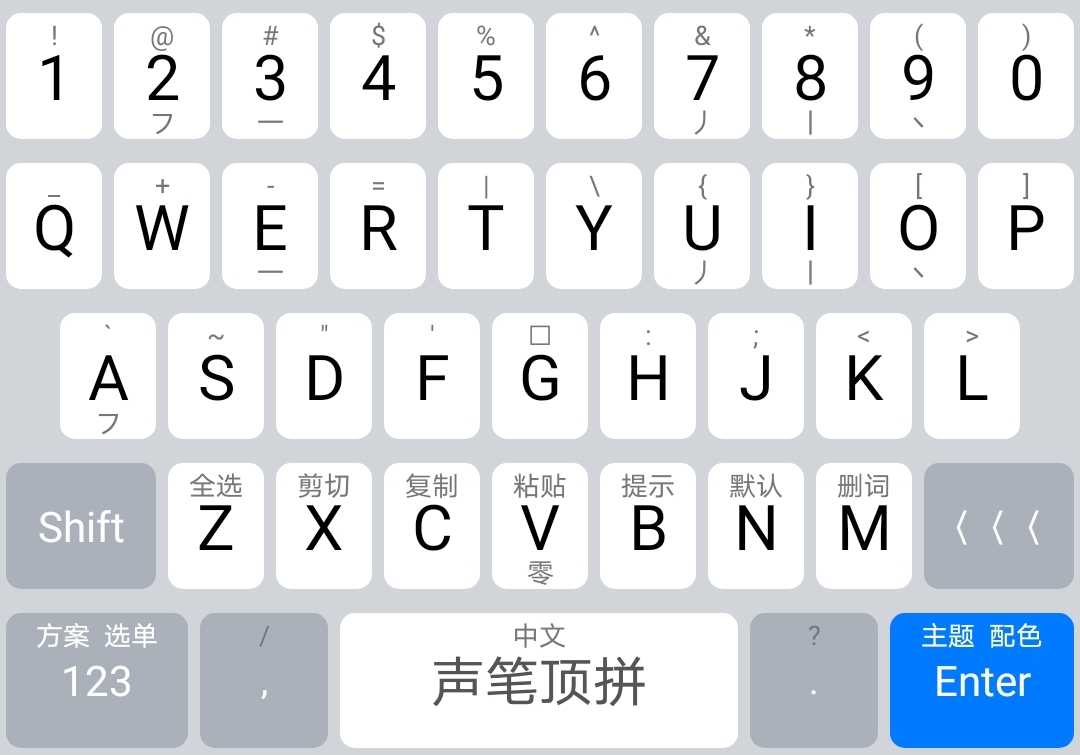 ! @ # $ % ^ & * ( )
1 2 3 4 5 6 7 8 9 0
フ 一 丿 丨 丶
_ + - = | \ { } [ ]
Q W E R T Y U I O P
一 丿 丨 丶
` ~ " ' □ : ; < >
A S D F G H J K L
フ
全选 剪切 复制 粘贴 提示 默认 删词
Shift Z X C V B N M 〈〈〈
零
方案 选单 / 中文 ? 主题 配色
123 , 声笔顶拼 . Enter